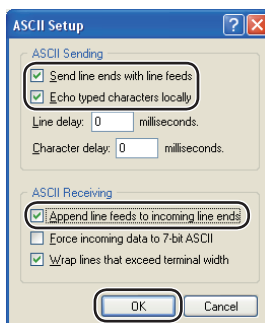 ASCII Setup
ASCII Sending
Send line ends with line feeds
Echo typed characters locally
Line delay: 0 milliseconds.
Character delay: 0 milliseconds.
ASCII Receiving
Append line feeds to incoming line ends
Force incoming data to 7-bit ASCII
Wrap lines that exceed terminal width
OK Cancel